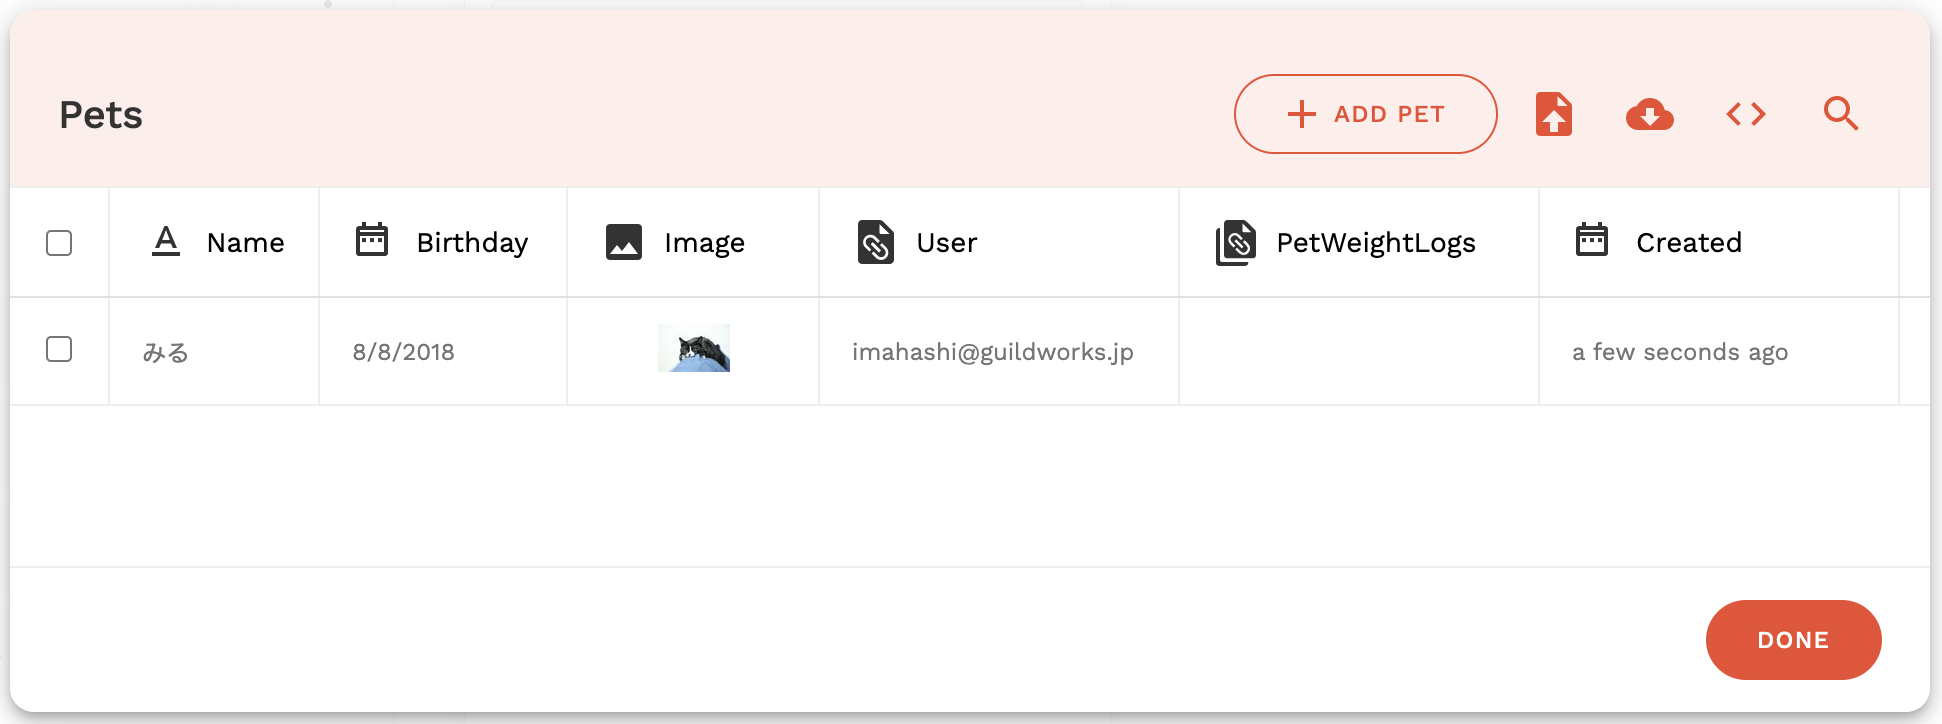 Pets
ADD PET
Name Birthday Image User PetWeightLogs Created
みる 8/8/2018 imahashi@guildworks.jp a few seconds ago
DONE